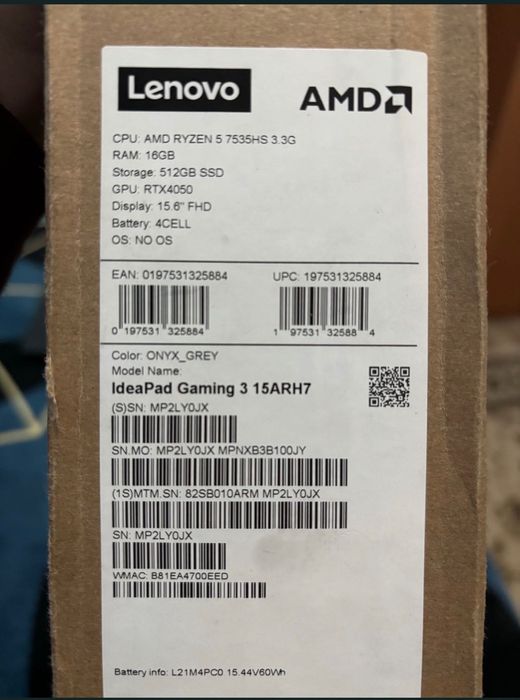 Lenovo
AMD
CPU: AMD RYZEN 5 7535HS 3.3G
RAM: 16GB
Storage: 512GB SSD
GPU: RTX4050
Display: 15.6" FHD
Battery: 4CELL
OS: NO OS
EAN: 0197531325884
UPC: 197531325884
0 197531 325884
1 97531 32588 4
Color: ONYX_GREY
Model Name:
IdeaPad Gaming 3 15ARH7
(S)SN: MP2LY0JX
SN.MO: MP2LY0JX MPNXB3B100JY
(1S)MTM.SN: 82SB010ARM MP2LY0JX
SN: MP2LY0JX
WMAC: B81EA4700EED
Battery info: L21M4PC0 15.44V60Wh